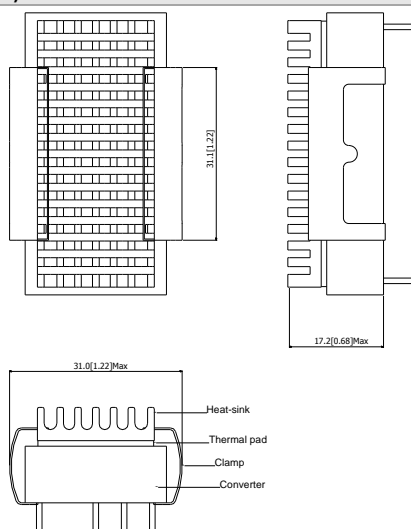 31.1[1.22]
17.2[0.68]Max
31.0[1.22]Max
Heat-sink
Thermal pad
Clamp
Converter